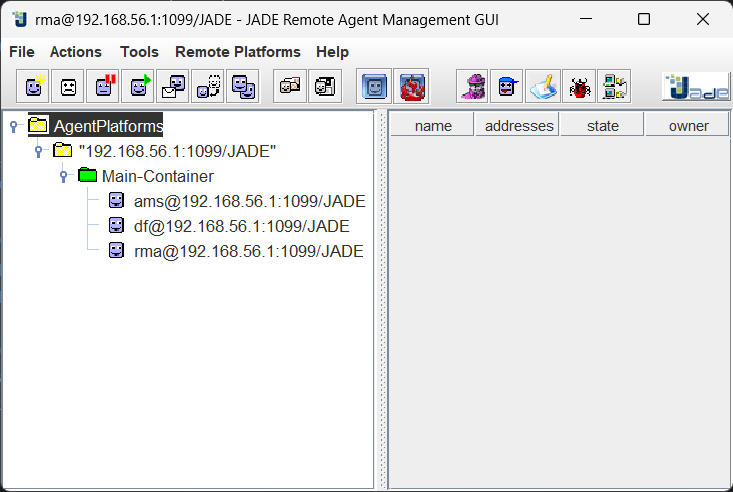 rma@192.168.56.1:1099/JADE - JADE Remote Agent Management GUI
File Actions Tools Remote Platforms Help
Jade
AgentPlatforms
"192.168.56.1:1099/JADE"
Main-Container
ams@192.168.56.1:1099/JADE
df@192.168.56.1:1099/JADE
rma@192.168.56.1:1099/JADE
name addresses state owner